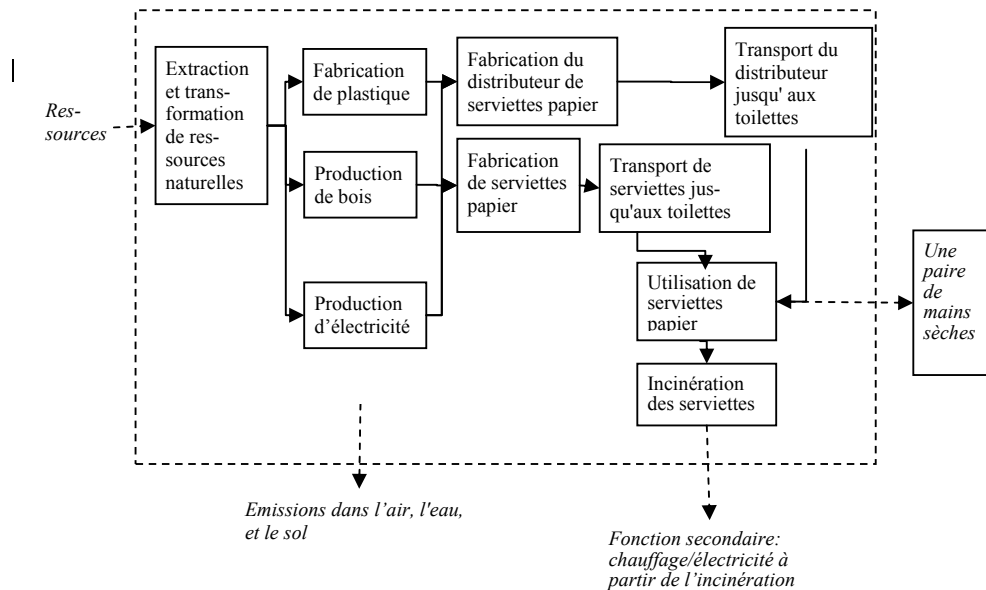 Res-
sources
Extraction
et trans-
formation
de res-
sources
naturelles
Fabrication
de plastique
Production
de bois
Production
d’électricité
Fabrication du
distributeur de
serviettes papier
Fabrication
de serviettes
papier
Transport du
distributeur
jusqu' aux
toilettes
Transport de
serviettes jus-
qu'aux toilettes
Utilisation de
serviettes
papier
Incinération
des serviettes
Une
paire de
mains
sèches
Emissions dans l’air, l'eau,
et le sol
Fonction secondaire:
chauffage/électricité à
partir de l’incinération